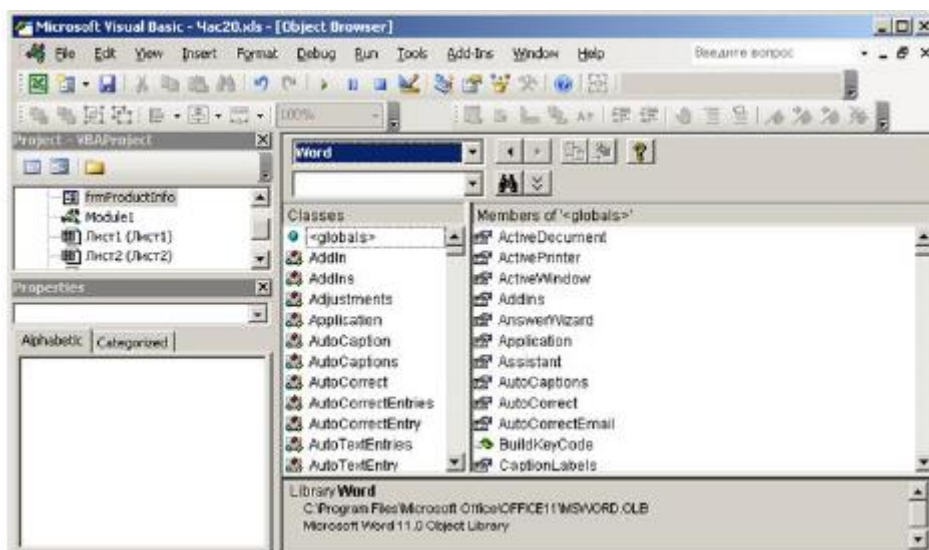 Microsoft Visual Basic - Час20.xls - [Object Browser]
File Edit View Insert Format Debug Run Tools Add-Ins Window Help Введите вопрос
100%
Project - VBAProject
frmProductInfo
Module1
Лист1 (Лист1)
Лист2 (Лист2)
Properties
Alphabetic Categorized
Word
Classes
<globals>
AddIn
AddIns
Adjustments
Application
AutoCaption
AutoCaptions
AutoCorrect
AutoCorrectEntries
AutoCorrectEntry
AutoTextEntries
AutoTextEntry
Members of '<globals>'
ActiveDocument
ActivePrinter
ActiveWindow
AddIns
AnswerWizard
Application
Assistant
AutoCaptions
AutoCorrect
AutoCorrectEmail
BuildKeyCode
CaptionLabels
Library Word
C:\Program Files\Microsoft Office\OFFICE11\MSWORD.OLB
Microsoft Word 11.0 Object Library